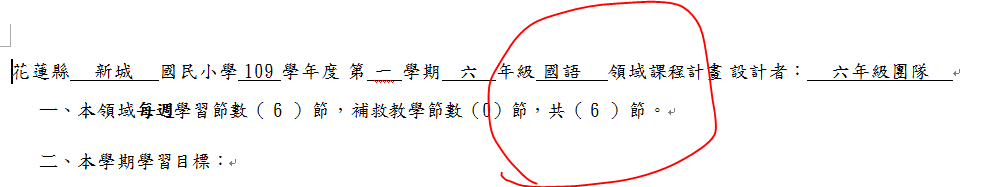 花蓮縣 新城 國民小學 109 學年度 第 一 學期 六 年級 國語 領域課程計畫 設計者： 六年級團隊
一、本領域每週學習節數（ 6 ）節，補救教學節數（0）節，共（ 6 ）節。
二、本學期學習目標：